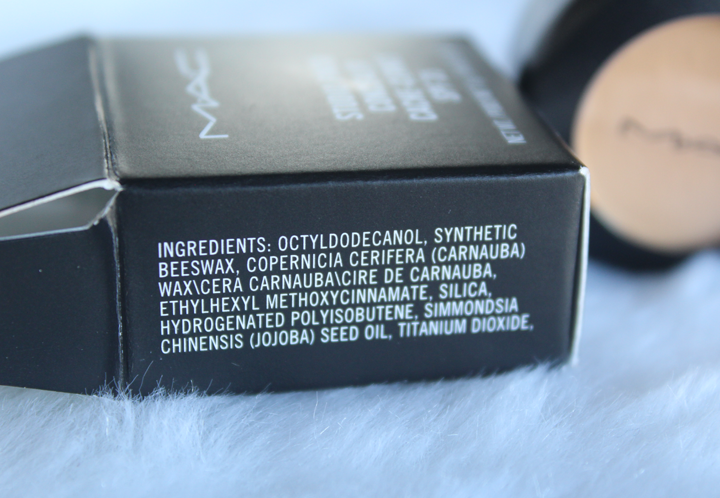 MAC
INGREDIENTS: OCTYLDODECANOL, SYNTHETIC
BEESWAX, COPERNICIA CERIFERA (CARNAUBA)
WAX\CERA CARNAUBA\CIRE DE CARNAUBA,
ETHYLHEXYL METHOXYCINNAMATE, SILICA,
HYDROGENATED POLYISOBUTENE, SIMMONDSIA
CHINENSIS (JOJOBA) SEED OIL, TITANIUM DIOXIDE,
MAC